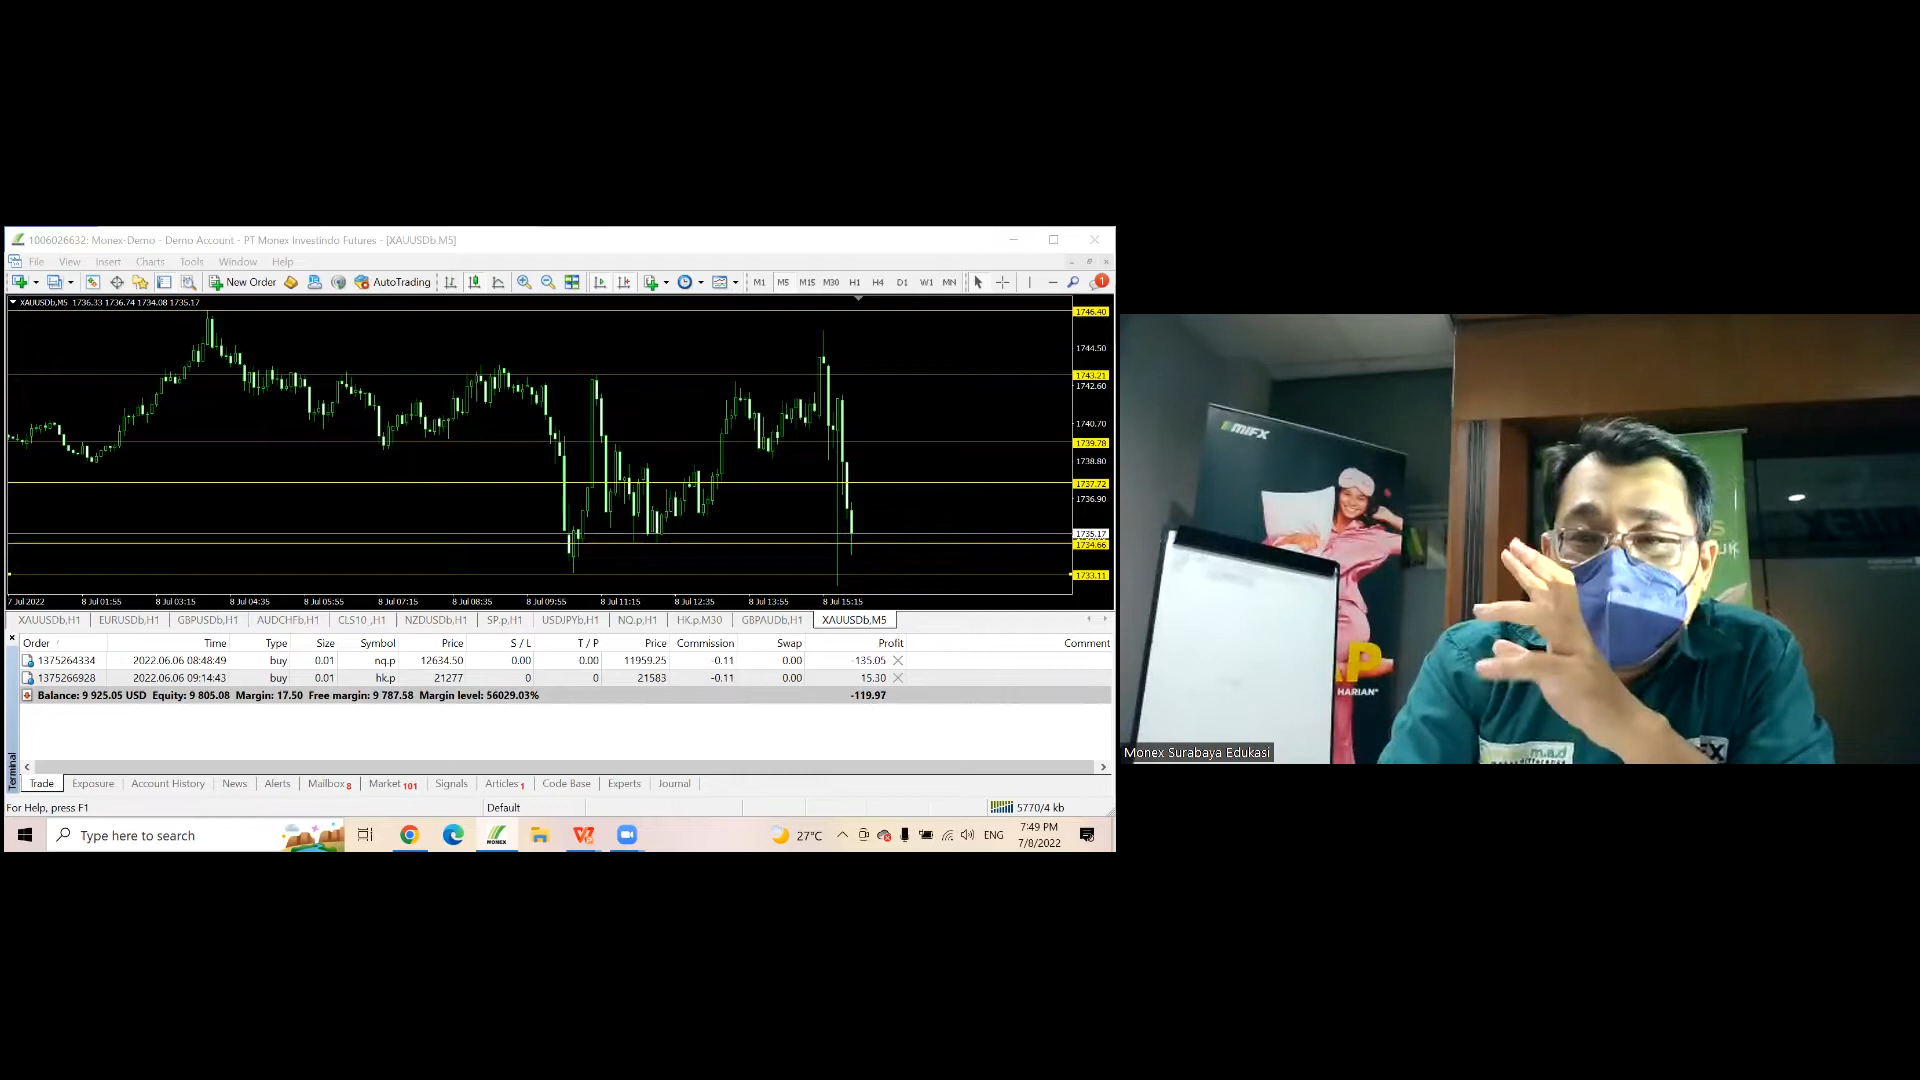 1006026632: Monex-Demo - Demo Account - PT Monex Investindo Futures - [XAUUSDb,M5]
File View Insert Charts Tools Window Help
New Order AutoTrading M1 M5 M15 M30 H1 H4 D1 W1 MN 1
XAUUSDb,M5 1736.33 1736.74 1734.08 1735.17
1746.40
1744.50
1743.21
1742.60
1740.70
1739.78
1738.80
1737.72
1736.90
1735.17
1734.66
1733.11
7 Jul 2022 8 Jul 01:55 8 Jul 03:15 8 Jul 04:35 8 Jul 05:55 8 Jul 07:15 8 Jul 08:35 8 Jul 09:55 8 Jul 11:15 8 Jul 12:35 8 Jul 13:55 8 Jul 15:15
XAUUSDb,H1 EURUSDb,H1 GBPUSDb,H1 AUDCHFb,H1 CLS10_,H1 NZDUSDb,H1 SP.p,H1 USDJPYb,H1 NQ.p,H1 HK.p,M30 GBPAUDb,H1 XAUUSDb,M5
Order / Time Type Size Symbol Price S / L T / P Price Commission Swap Profit Comment
1375264334 2022.06.06 08:48:49 buy 0.01 nq.p 12634.50 0.00 0.00 11959.25 -0.11 0.00 -135.05
1375266928 2022.06.06 09:14:43 buy 0.01 hk.p 21277 0 0 21583 -0.11 0.00 15.30
Balance: 9 925.05 USD Equity: 9 805.08 Margin: 17.50 Free margin: 9 787.58 Margin level: 56029.03% -119.97
Terminal
Trade Exposure Account History News Alerts Mailbox 8 Market 101 Signals Articles 1 Code Base Experts Journal
For Help, press F1 Default 5770/4 kb
Type here to search MONEX 27°C ENG 7:49 PM
7/8/2022
MIFX
P
HARIAN"
m.a.d
Monex Surabaya Edukasi